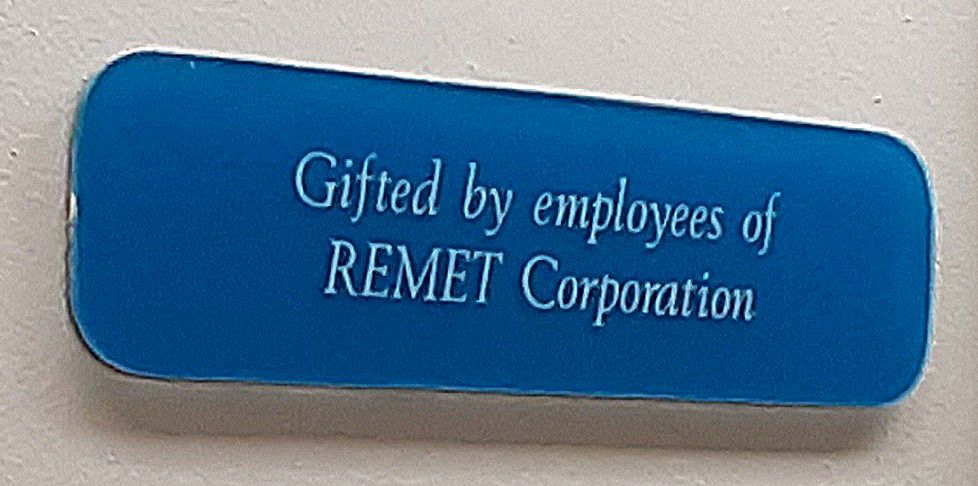 Gifted by employees of
REMET Corporation